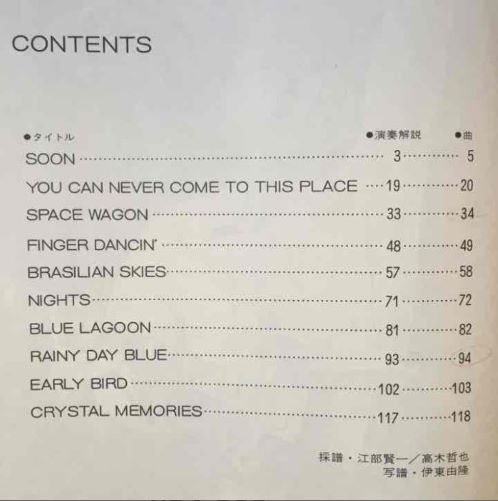 CONTENTS
●タイトル ●演奏解説 ●曲
SOON 3 5
YOU CAN NEVER COME TO THIS PLACE 19 20
SPACE WAGON 33 34
FINGER DANCIN' 48 49
BRASILIAN SKIES 57 58
NIGHTS 71 72
BLUE LAGOON 81 82
RAINY DAY BLUE 93 94
EARLY BIRD 102 103
CRYSTAL MEMORIES 117 118
採譜・江部賢一／高木哲也
写譜・伊東由隆